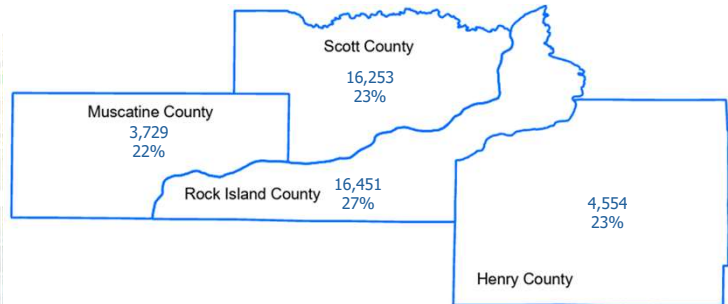 Scott County
16,253
23%
Muscatine County
3,729
22%
Rock Island County
16,451
27%
4,554
23%
Henry County